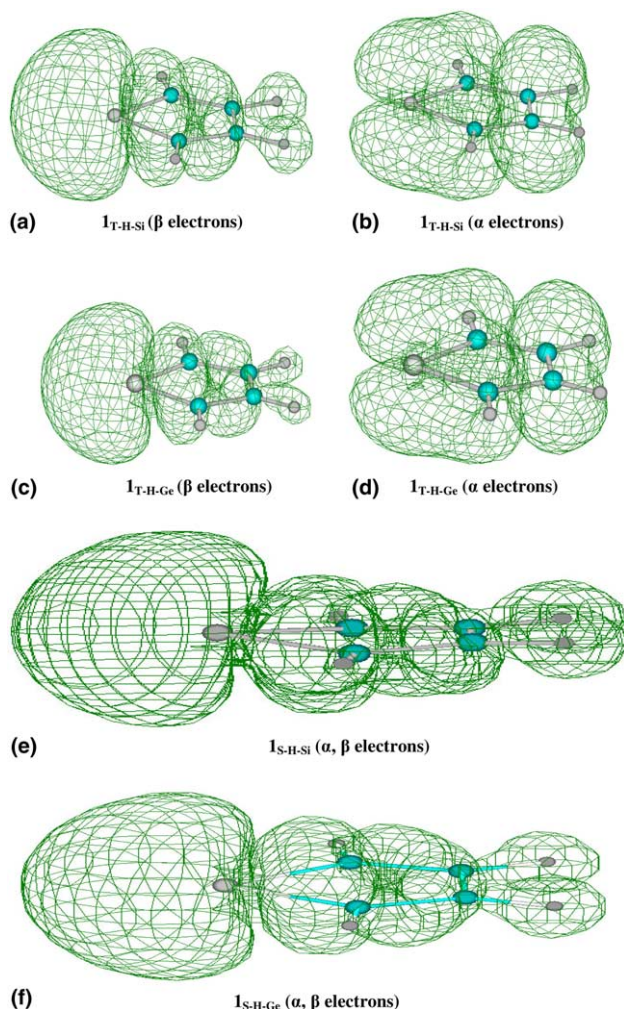 (a) 1T-H-Si (β electrons)
(b) 1T-H-Si (α electrons)
(c) 1T-H-Ge (β electrons)
(d) 1T-H-Ge (α electrons)
(e) 1S-H-Si (α, β electrons)
(f) 1S-H-Ge (α, β electrons)